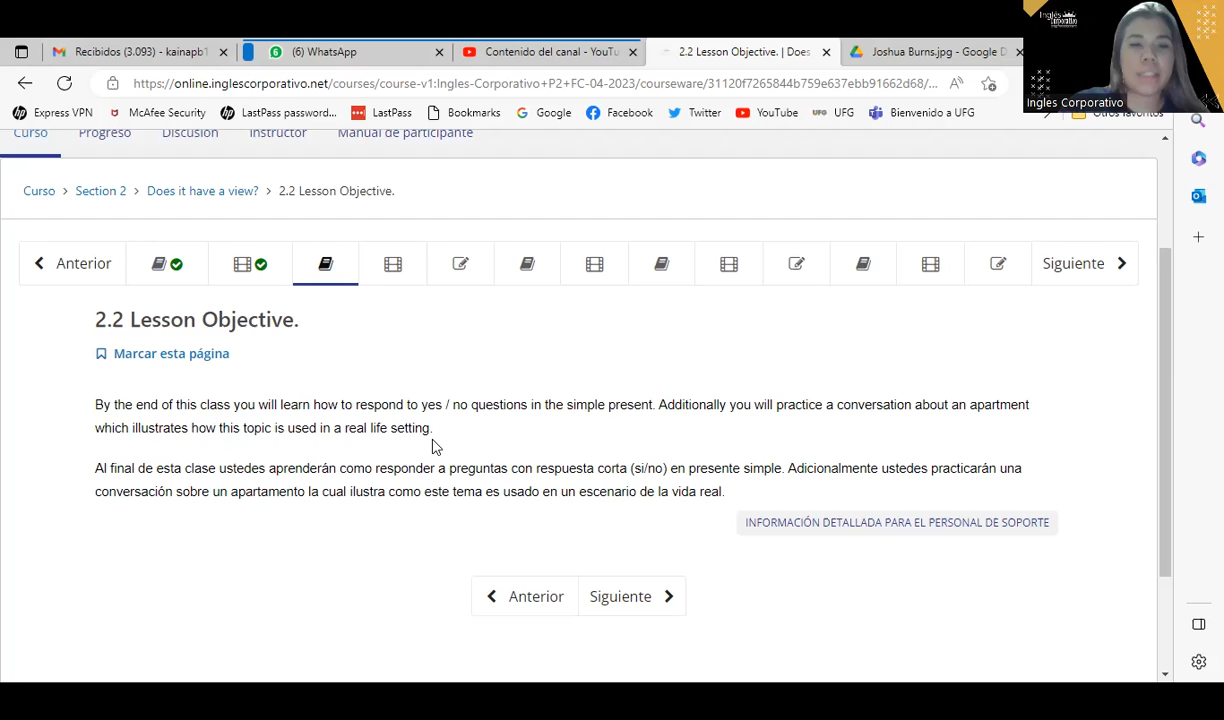 Recibidos (3.093) - kainapb1
(6) WhatsApp
Contenido del canal - YouTu
2.2 Lesson Objective. | Does
Joshua Burns.jpg - Google D
https://online.inglescorporativo.net/courses/course-v1:Ingles-Corporativo+P2+FC-04-2023/courseware/31120f7265844b759e637ebb91662d68/...
Express VPN
McAfee Security
LastPass password...
LastPass
Bookmarks
Google
Facebook
Twitter
YouTube
UFG
Bienvenido a UFG
Otros favoritos
Inglés Corporativo
Ingles Corporativo
Curso Progreso Discusión Instructor Manual de participante
Curso > Section 2 > Does it have a view? > 2.2 Lesson Objective.
Anterior
Siguiente
2.2 Lesson Objective.
Marcar esta página
By the end of this class you will learn how to respond to yes / no questions in the simple present. Additionally you will practice a conversation about an apartment
which illustrates how this topic is used in a real life setting.
Al final de esta clase ustedes aprenderán como responder a preguntas con respuesta corta (si/no) en presente simple. Adicionalmente ustedes practicarán una
conversación sobre un apartamento la cual ilustra como este tema es usado en un escenario de la vida real.
INFORMACIÓN DETALLADA PARA EL PERSONAL DE SOPORTE
Anterior Siguiente